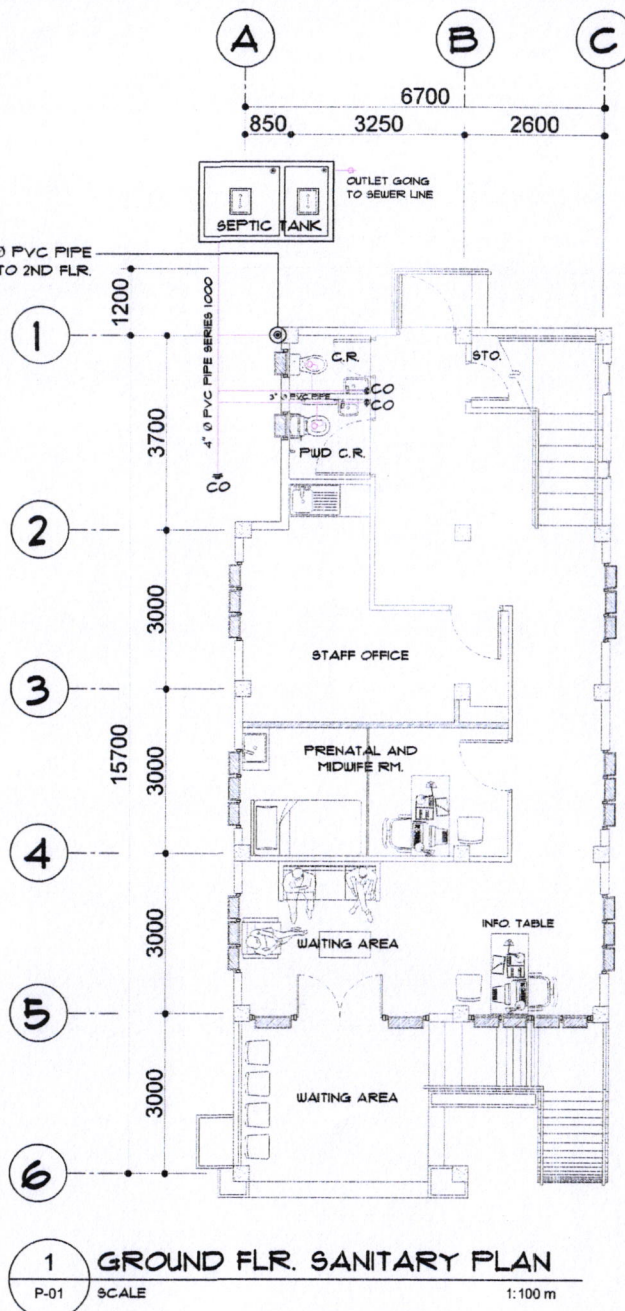 A
B
C
6700
850
3250
2600
OUTLET GOING
TO SEWER LINE
SEPTIC TANK
Ø PVC PIPE
TO 2ND FLR.
1200
4" Ø PVC PIPE SERIES 1000
1
C.R.
STO.
CO
3" Ø PVC PIPE
CO
3700
PWD C.R.
CO
2
3000
STAFF OFFICE
3
15700
3000
PRENATAL AND
MIDWIFE RM.
4
3000
INFO. TABLE
WAITING AREA
5
3000
WAITING AREA
6
1
P-01
GROUND FLR. SANITARY PLAN
SCALE
1:100 m